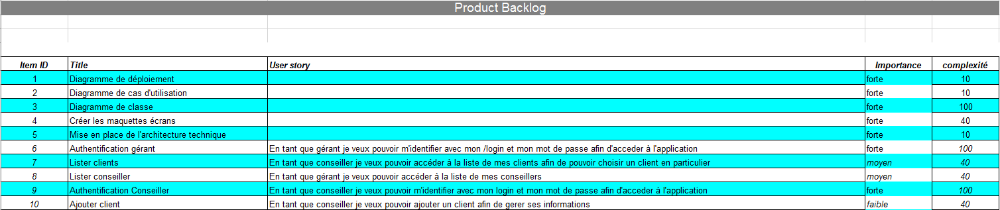 Product Backlog
Item ID Title User story Importance complexité
1 Diagramme de déploiement forte 10
2 Diagramme de cas d'utilisation forte 10
3 Diagramme de classe forte 100
4 Créer les maquettes écrans forte 40
5 Mise en place de l'architecture technique forte 10
6 Authentification gérant En tant que gérant je veux pouvoir m'identifier avec mon /login et mon mot de passe afin d'acceder à l'application forte 100
7 Lister clients En tant que conseiller je veux pouvoir accéder à la liste de mes clients afin de pouvoir choisir un client en particulier moyen 40
8 Lister conseiller En tant que gérant je veux pouvoir accéder à la liste de mes conseillers moyen 40
9 Authentification Conseiller En tant que conseiller je veux pouvoir m'identifier avec mon login et mon mot de passe afin d'acceder à l'application forte 100
10 Ajouter client En tant que conseiller je veux pouvoir ajouter un client afin de gerer ses informations faible 40